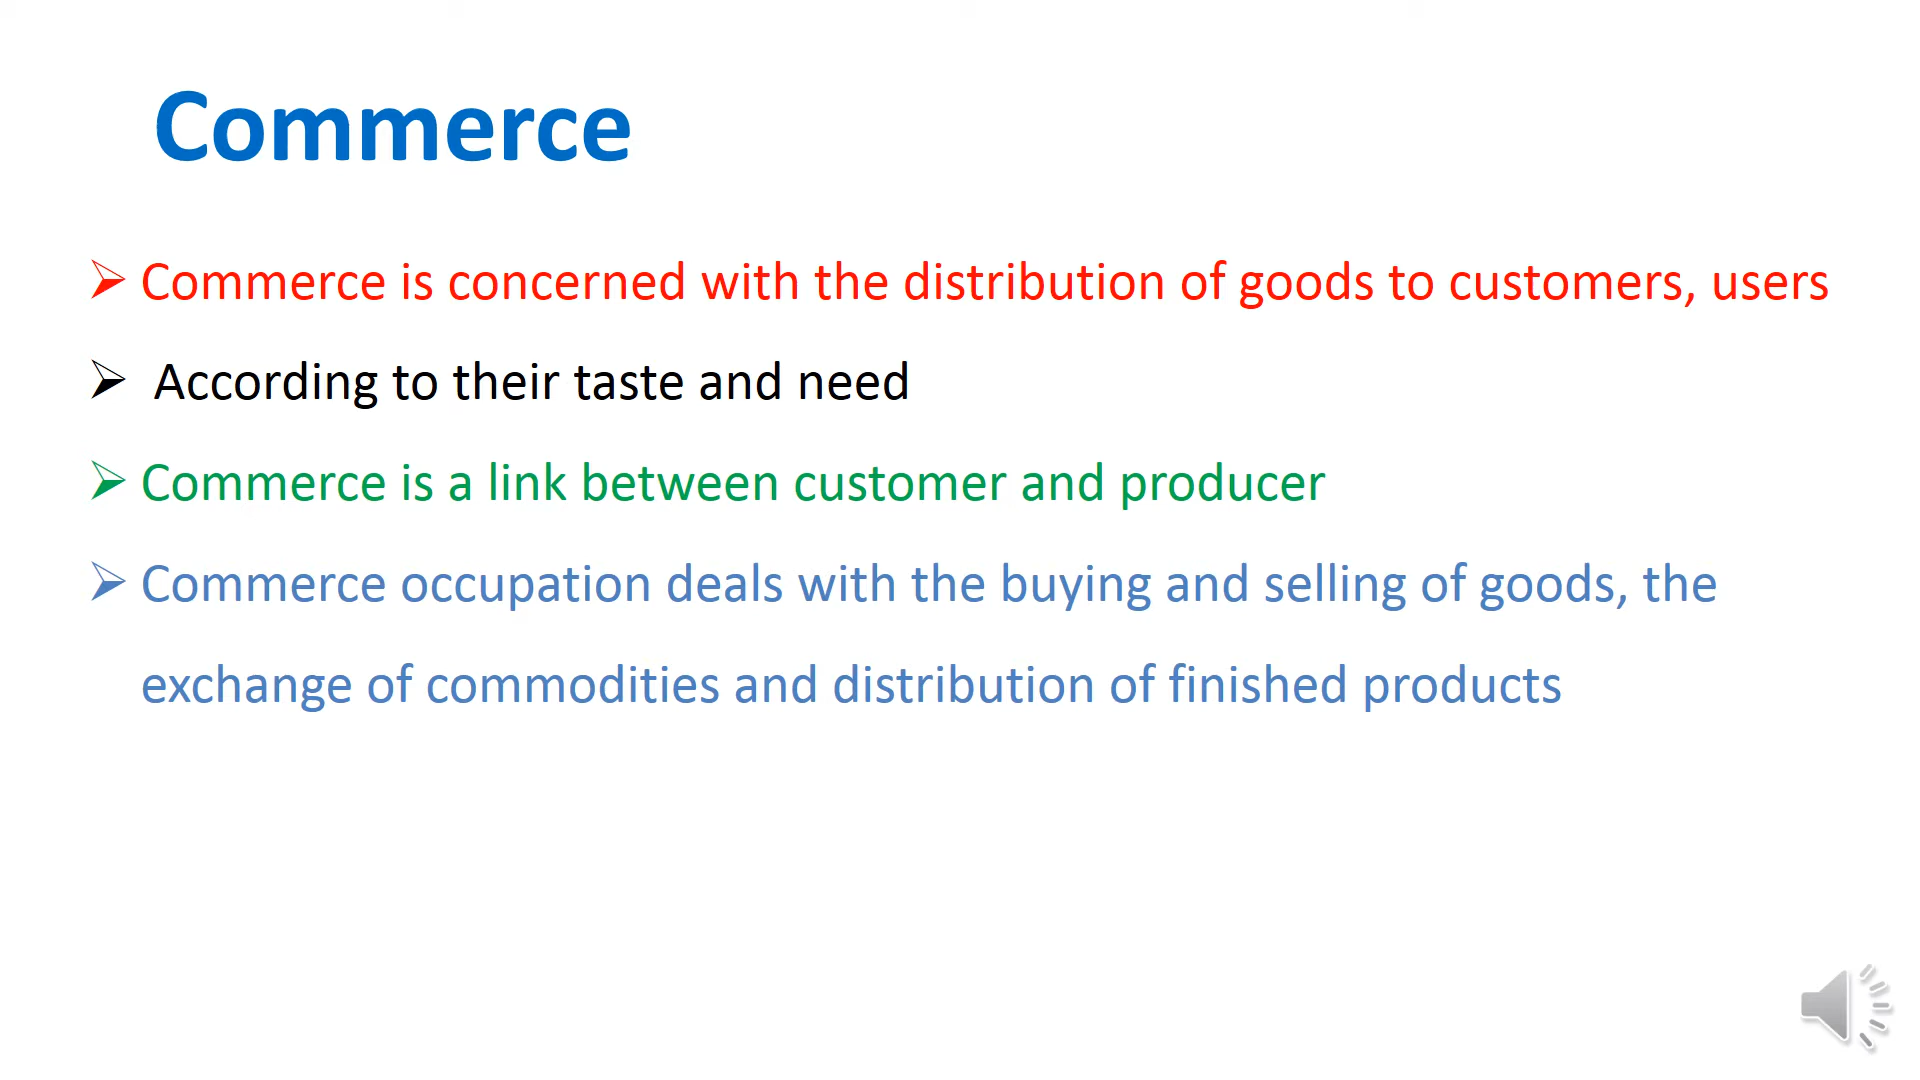 Commerce
➢ Commerce is concerned with the distribution of goods to customers, users
➢ According to their taste and need
➢ Commerce is a link between customer and producer
➢ Commerce occupation deals with the buying and selling of goods, the
exchange of commodities and distribution of finished products